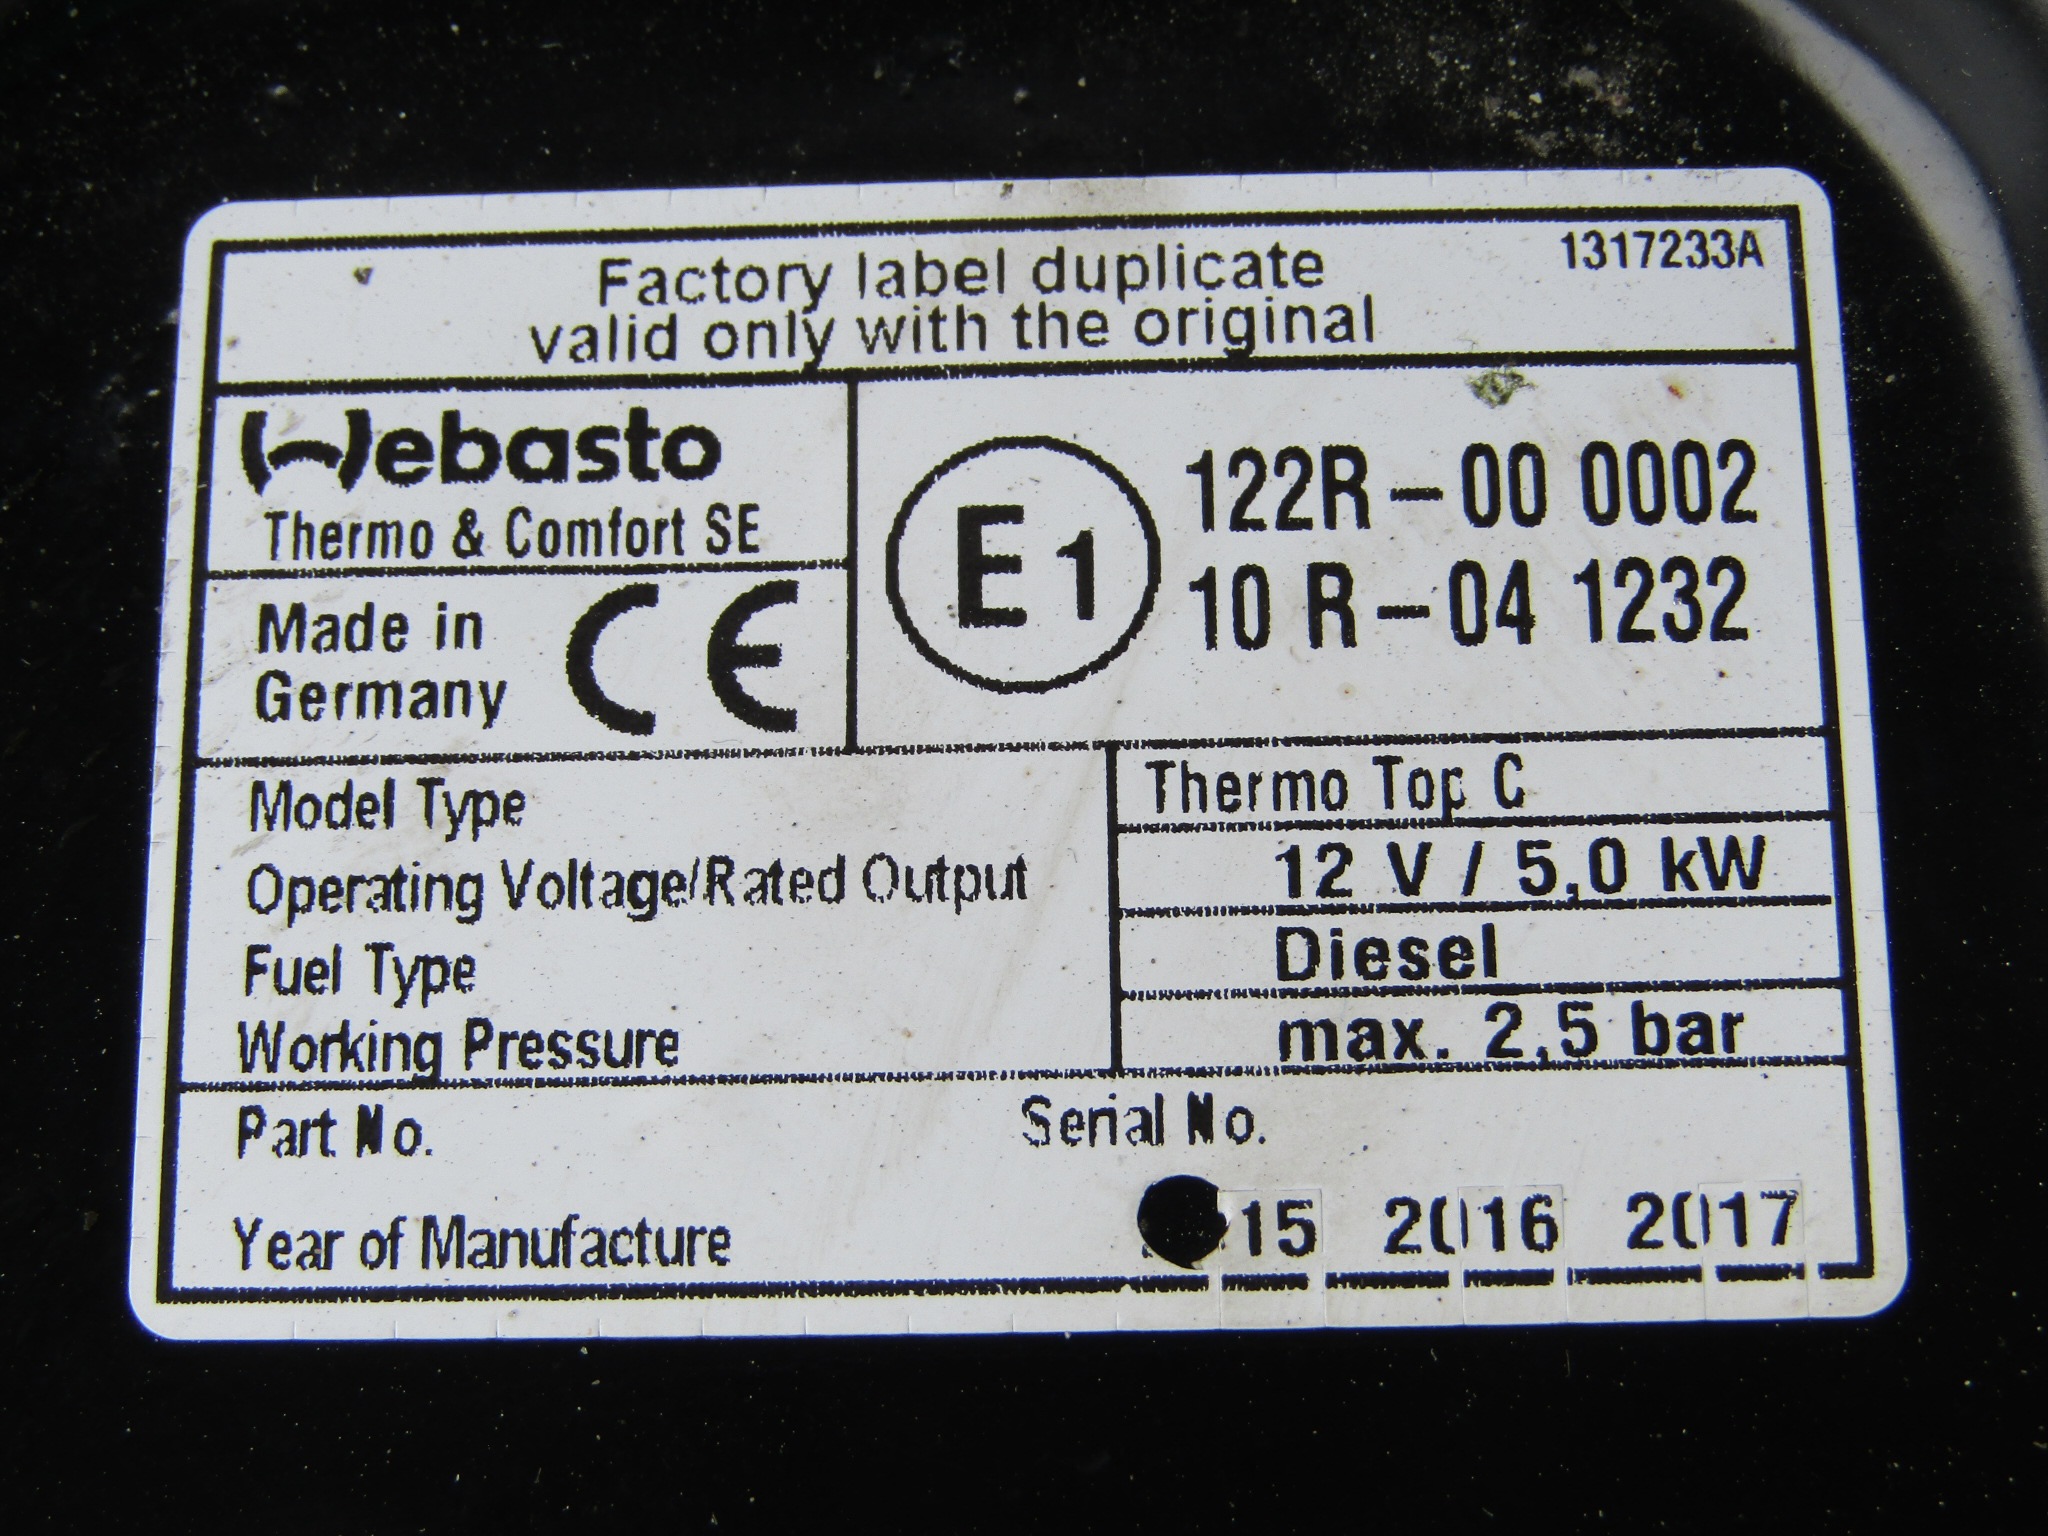 Factory label duplicate
valid only with the original
1317233A
Webasto
Thermo & Comfort SE
Made in
Germany
CE
E1
122R - 00 0002
10 R - 04 1232
Model Type
Thermo Top C
Operating Voltage/Rated Output
12 V / 5,0 kW
Fuel Type
Diesel
Working Pressure
max. 2,5 bar
Part No.
Serial No.
Year of Manufacture
15 2016 2017